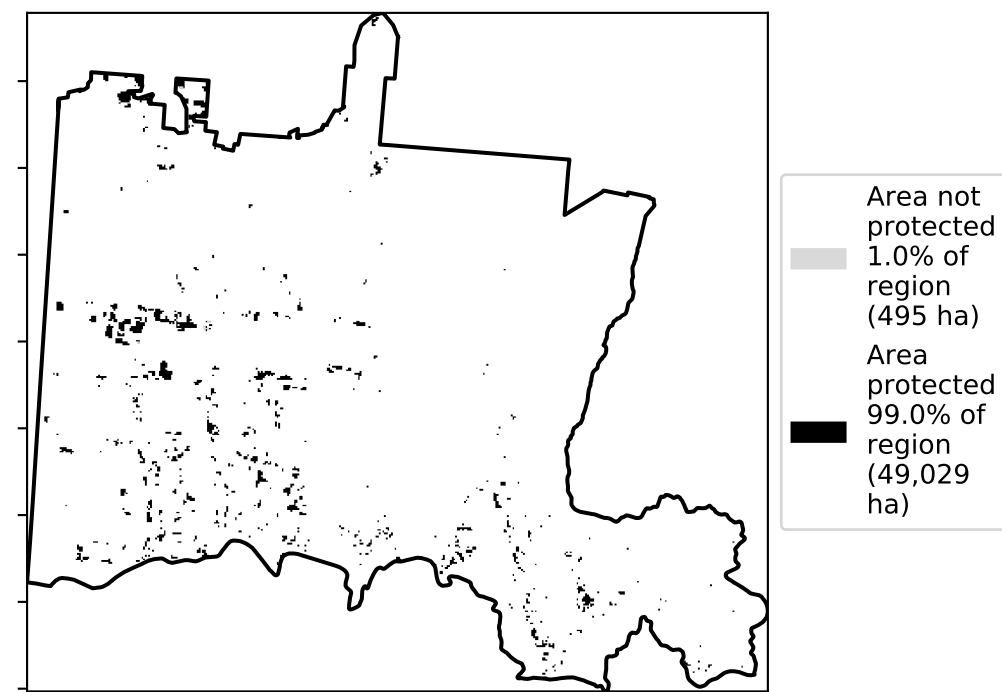 Area not
protected
1.0% of
region
(495 ha)
Area
protected
99.0% of
region
(49,029
ha)